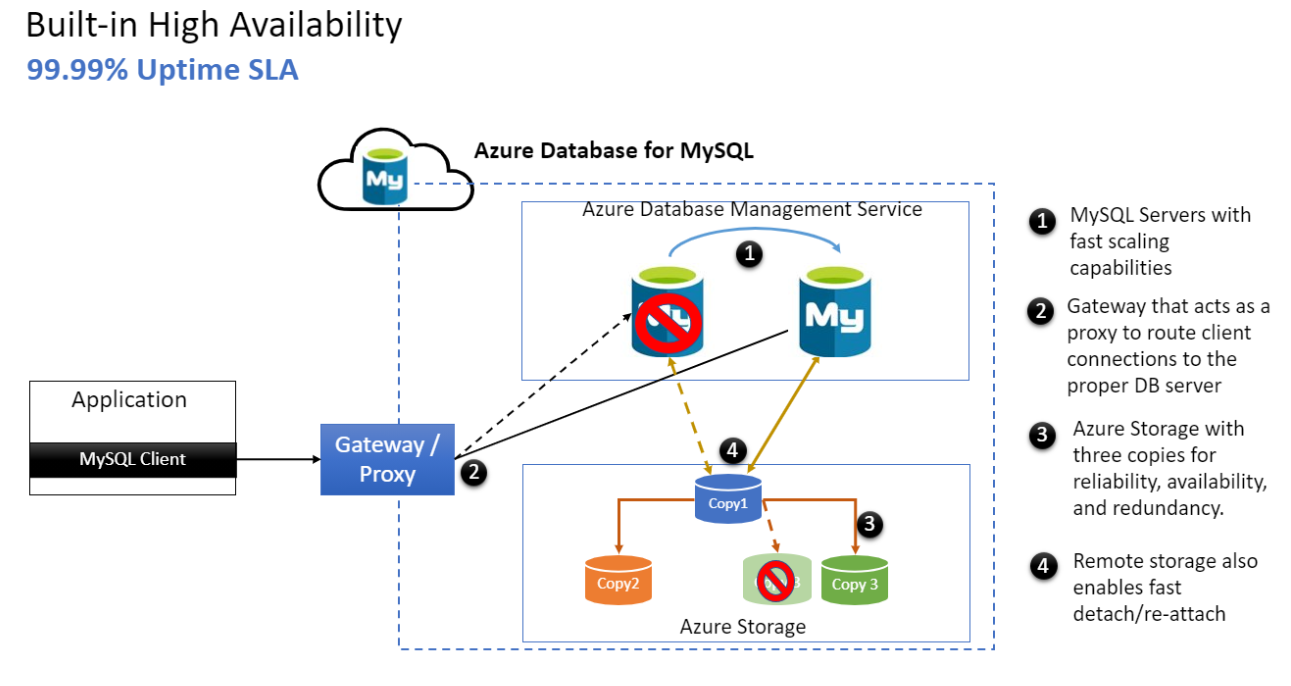 Built-in High Availability
99.99% Uptime SLA
Azure Database for MySQL
My
Azure Database Management Service
1
My
2
Application
MySQL Client
Gateway /
Proxy
4
Copy1
3
Copy2
Copy 3
Azure Storage
1
MySQL Servers with
fast scaling
capabilities
2
Gateway that acts as a
proxy to route client
connections to the
proper DB server
3
Azure Storage with
three copies for
reliability, availability,
and redundancy.
4
Remote storage also
enables fast
detach/re-attach